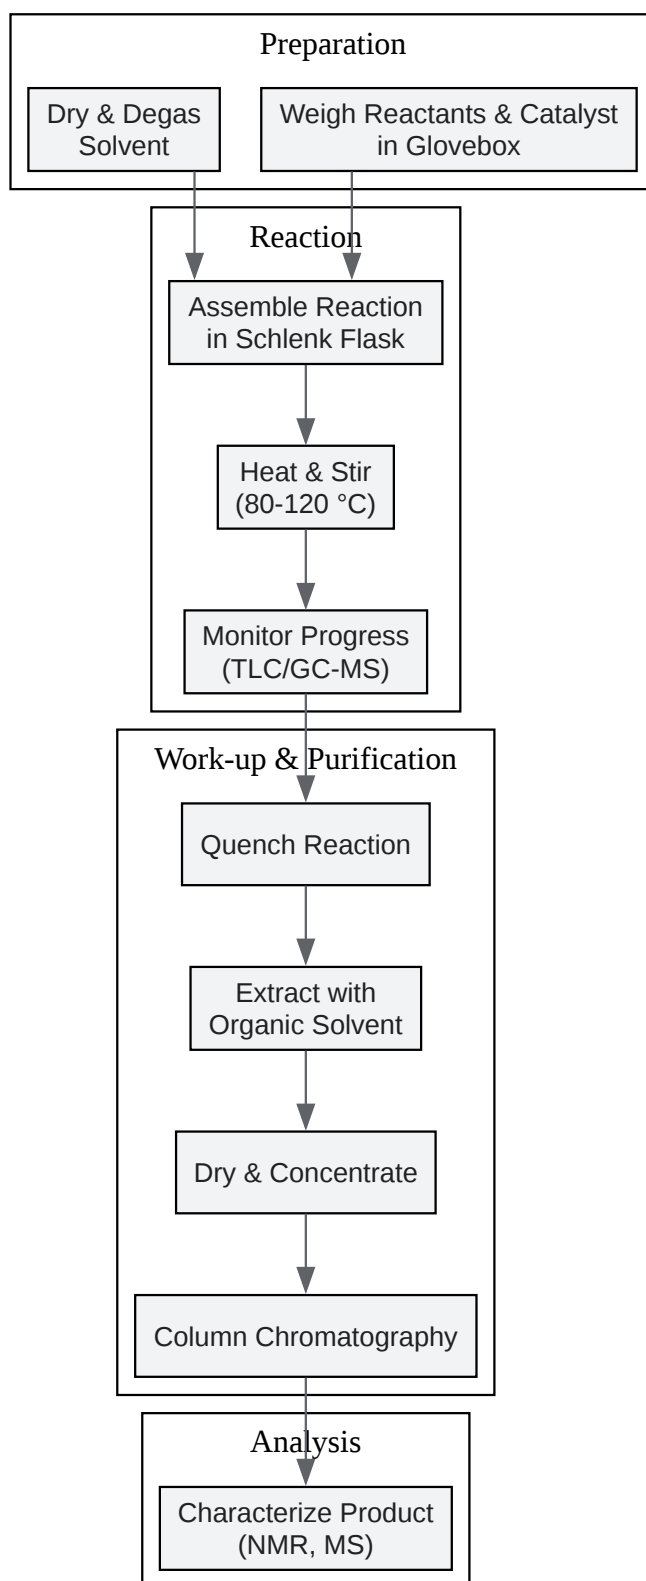 Preparation
Dry & Degas
Solvent
Weigh Reactants & Catalyst
in Glovebox
Reaction
Assemble Reaction
in Schlenk Flask
Heat & Stir
(80-120 °C)
Monitor Progress
(TLC/GC-MS)
Work-up & Purification
Quench Reaction
Extract with
Organic Solvent
Dry & Concentrate
Column Chromatography
Analysis
Characterize Product
(NMR, MS)